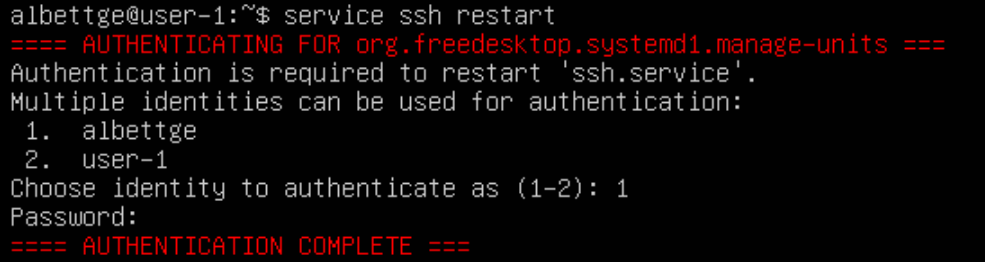 albettge@user-1:~$ service ssh restart
==== AUTHENTICATING FOR org.freedesktop.systemd1.manage-units ===
Authentication is required to restart 'ssh.service'.
Multiple identities can be used for authentication:
 1.  albettge
 2.  user-1
Choose identity to authenticate as (1-2): 1
Password:
==== AUTHENTICATION COMPLETE ===